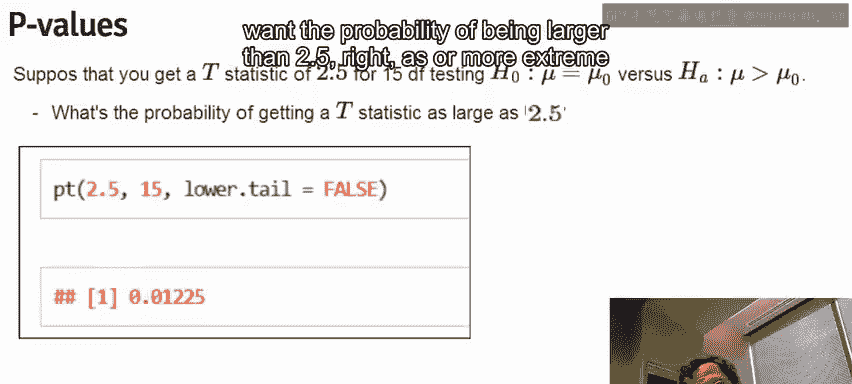 P-values
want the probability of being larger
than 2.5, right, as or more extreme
Suppos that you get a T statistic of 2.5 for 15 df testing H₀ : μ = μ₀ versus Hₐ : μ > μ₀.
- What's the probability of getting a T statistic as large as '2.5'
pt(2.5, 15, lower.tail = FALSE)
## [1] 0.01225